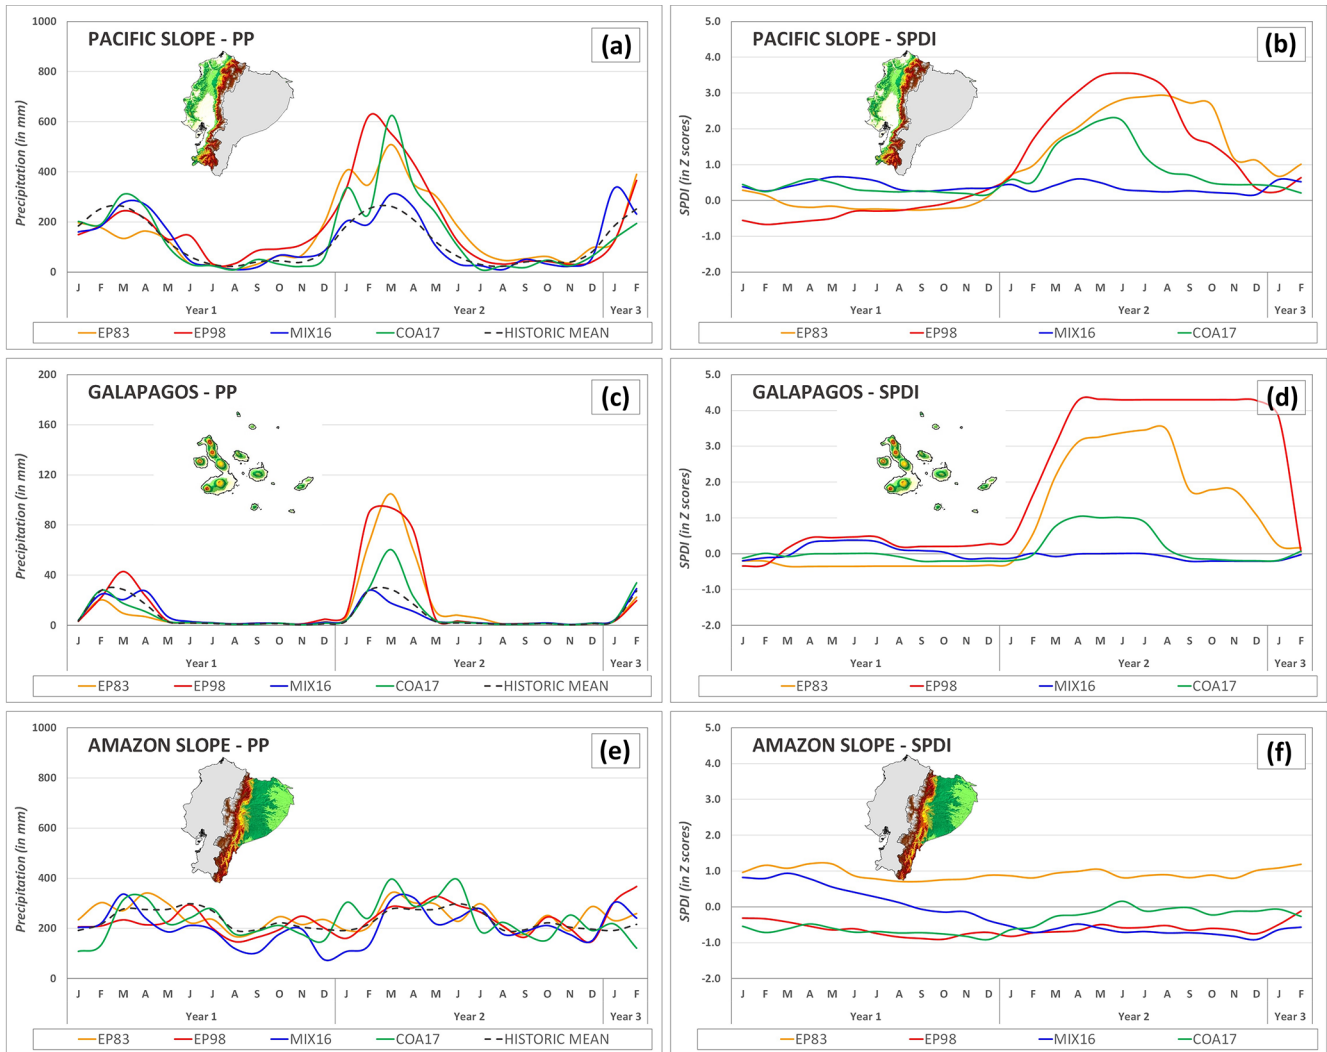 PACIFIC SLOPE - PP
(a)
Precipitation (in mm)
1000
800
600
400
200
0
J F M A M J J A S O N D J F M A M J J A S O N D J F
Year 1 Year 2 Year 3
EP83 EP98 MIX16 COA17 HISTORIC MEAN
PACIFIC SLOPE - SPDI
(b)
SPDI (in Z scores)
5.0
4.0
3.0
2.0
1.0
0.0
-1.0
-2.0
J F M A M J J A S O N D J F M A M J J A S O N D J F
Year 1 Year 2 Year 3
EP83 EP98 MIX16 COA17
GALAPAGOS - PP
(c)
Precipitation (in mm)
200
160
120
80
40
0
J F M A M J J A S O N D J F M A M J J A S O N D J F
Year 1 Year 2 Year 3
EP83 EP98 MIX16 COA17 HISTORIC MEAN
GALAPAGOS - SPDI
(d)
SPDI (in Z scores)
5.0
4.0
3.0
2.0
1.0
0.0
-1.0
-2.0
J F M A M J J A S O N D J F M A M J J A S O N D J F
Year 1 Year 2 Year 3
EP83 EP98 MIX16 COA17
AMAZON SLOPE - PP
(e)
Precipitation (in mm)
1000
800
600
400
200
0
J F M A M J J A S O N D J F M A M J J A S O N D J F
Year 1 Year 2 Year 3
EP83 EP98 MIX16 COA17 HISTORIC MEAN
AMAZON SLOPE - SPDI
(f)
SPDI (in Z scores)
5.0
4.0
3.0
2.0
1.0
0.0
-1.0
-2.0
J F M A M J J A S O N D J F M A M J J A S O N D J F
Year 1 Year 2 Year 3
EP83 EP98 MIX16 COA17